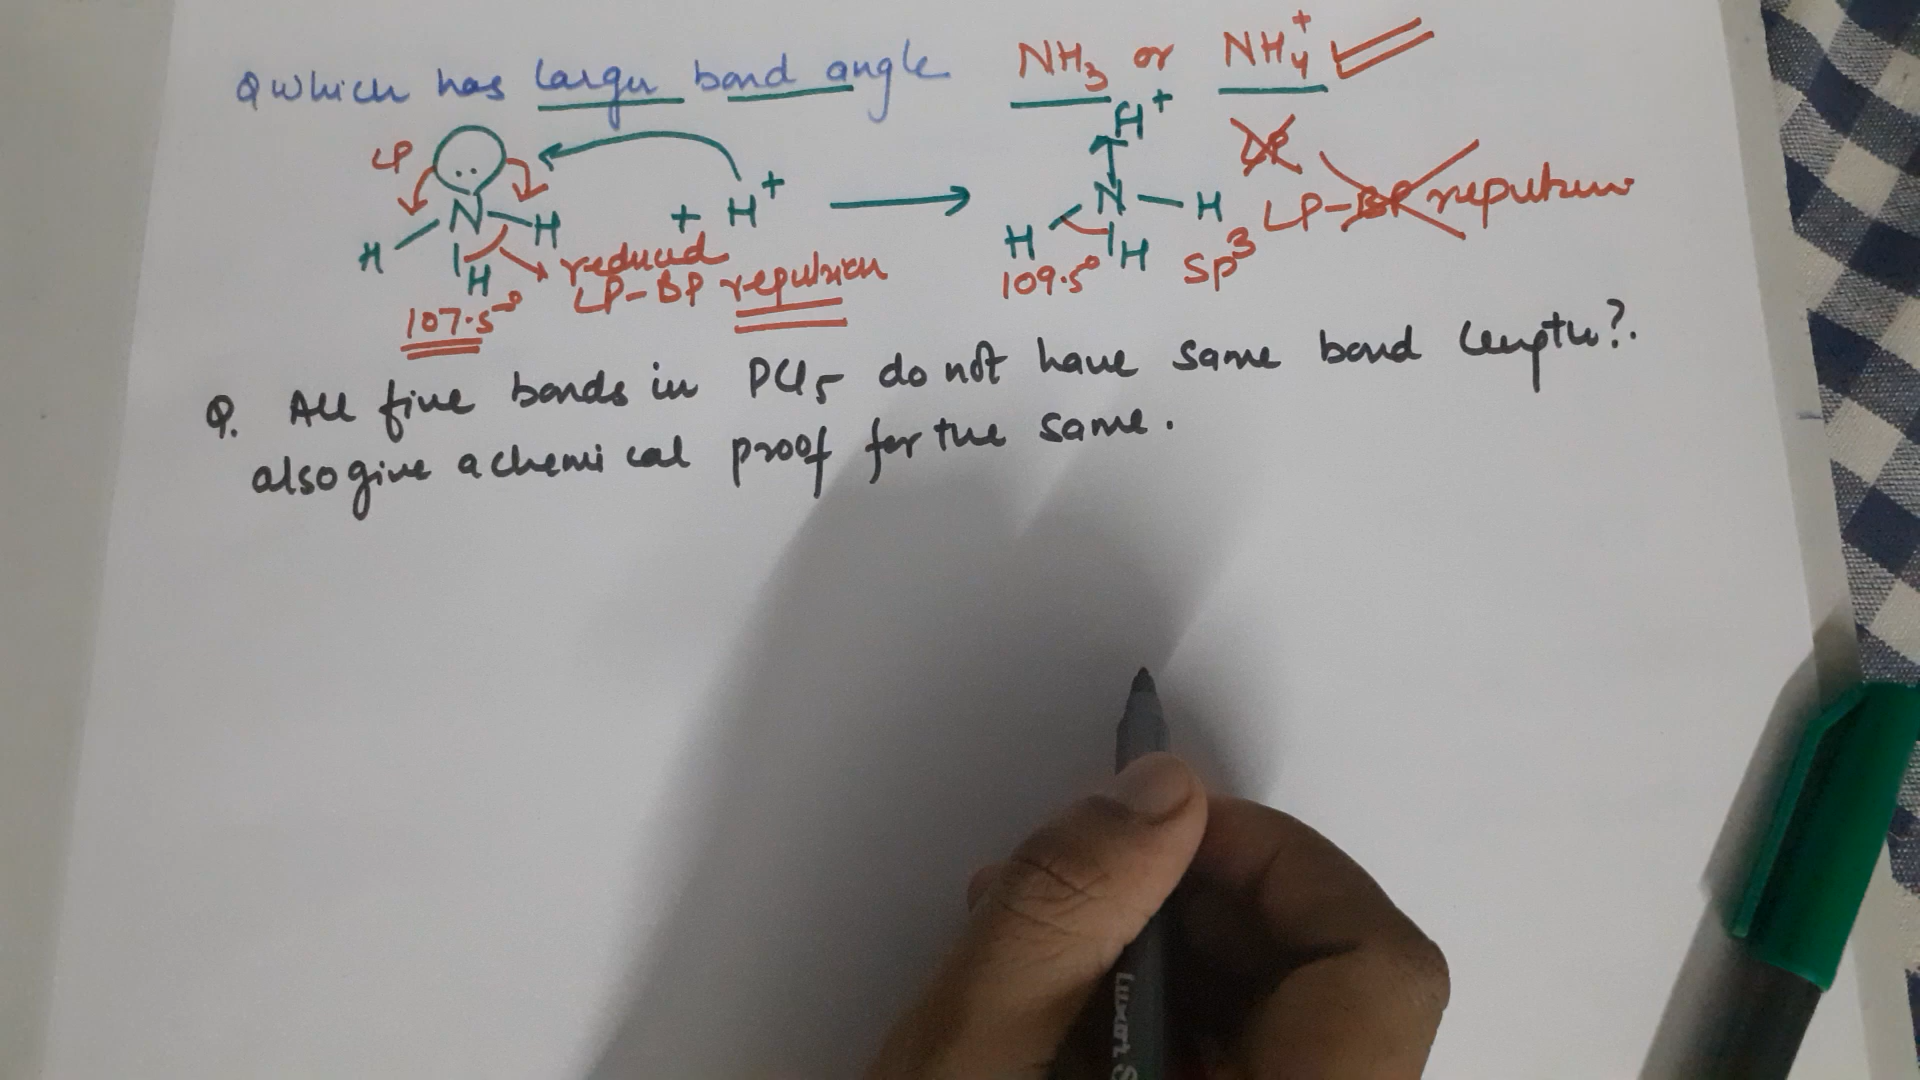 Q Which has larger bond angle NH₃ or NH₄⁺
LP
N H H H
+ H⁺
H⁺
N H H H
LP
LP-BP repulsion
reduced
LP-BP repulsion
107.5°
109.5°
SP³
Q. All five bonds in PCl₅ do not have same bond length?.
also give a chemical proof for the same.
Luxor S